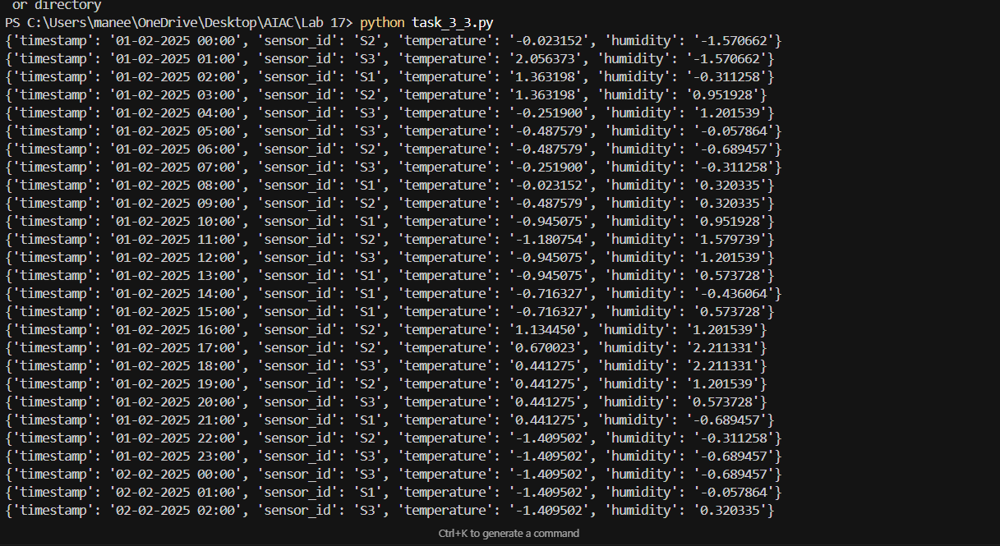 or directory
PS C:\Users\manee\OneDrive\Desktop\AIAC\Lab 17> python task_3_3.py
{'timestamp': '01-02-2025 00:00', 'sensor_id': 'S2', 'temperature': '-0.023152', 'humidity': '-1.570662'}
{'timestamp': '01-02-2025 01:00', 'sensor_id': 'S3', 'temperature': '2.056373', 'humidity': '-1.570662'}
{'timestamp': '01-02-2025 02:00', 'sensor_id': 'S1', 'temperature': '1.363198', 'humidity': '-0.311258'}
{'timestamp': '01-02-2025 03:00', 'sensor_id': 'S2', 'temperature': '1.363198', 'humidity': '0.951928'}
{'timestamp': '01-02-2025 04:00', 'sensor_id': 'S3', 'temperature': '-0.251900', 'humidity': '1.201539'}
{'timestamp': '01-02-2025 05:00', 'sensor_id': 'S3', 'temperature': '-0.487579', 'humidity': '-0.057864'}
{'timestamp': '01-02-2025 06:00', 'sensor_id': 'S2', 'temperature': '-0.487579', 'humidity': '-0.689457'}
{'timestamp': '01-02-2025 07:00', 'sensor_id': 'S3', 'temperature': '-0.251900', 'humidity': '-0.311258'}
{'timestamp': '01-02-2025 08:00', 'sensor_id': 'S1', 'temperature': '-0.023152', 'humidity': '0.320335'}
{'timestamp': '01-02-2025 09:00', 'sensor_id': 'S2', 'temperature': '-0.487579', 'humidity': '0.320335'}
{'timestamp': '01-02-2025 10:00', 'sensor_id': 'S1', 'temperature': '-0.945075', 'humidity': '0.951928'}
{'timestamp': '01-02-2025 11:00', 'sensor_id': 'S2', 'temperature': '-1.180754', 'humidity': '1.579739'}
{'timestamp': '01-02-2025 12:00', 'sensor_id': 'S3', 'temperature': '-0.945075', 'humidity': '1.201539'}
{'timestamp': '01-02-2025 13:00', 'sensor_id': 'S1', 'temperature': '-0.945075', 'humidity': '0.573728'}
{'timestamp': '01-02-2025 14:00', 'sensor_id': 'S1', 'temperature': '-0.716327', 'humidity': '-0.436064'}
{'timestamp': '01-02-2025 15:00', 'sensor_id': 'S1', 'temperature': '-0.716327', 'humidity': '0.573728'}
{'timestamp': '01-02-2025 16:00', 'sensor_id': 'S2', 'temperature': '1.134450', 'humidity': '1.201539'}
{'timestamp': '01-02-2025 17:00', 'sensor_id': 'S2', 'temperature': '0.670023', 'humidity': '2.211331'}
{'timestamp': '01-02-2025 18:00', 'sensor_id': 'S3', 'temperature': '0.441275', 'humidity': '2.211331'}
{'timestamp': '01-02-2025 19:00', 'sensor_id': 'S2', 'temperature': '0.441275', 'humidity': '1.201539'}
{'timestamp': '01-02-2025 20:00', 'sensor_id': 'S3', 'temperature': '0.441275', 'humidity': '0.573728'}
{'timestamp': '01-02-2025 21:00', 'sensor_id': 'S1', 'temperature': '0.441275', 'humidity': '-0.689457'}
{'timestamp': '01-02-2025 22:00', 'sensor_id': 'S2', 'temperature': '-1.409502', 'humidity': '-0.311258'}
{'timestamp': '01-02-2025 23:00', 'sensor_id': 'S3', 'temperature': '-1.409502', 'humidity': '-0.689457'}
{'timestamp': '02-02-2025 00:00', 'sensor_id': 'S3', 'temperature': '-1.409502', 'humidity': '-0.689457'}
{'timestamp': '02-02-2025 01:00', 'sensor_id': 'S1', 'temperature': '-1.409502', 'humidity': '-0.057864'}
{'timestamp': '02-02-2025 02:00', 'sensor_id': 'S3', 'temperature': '-1.409502', 'humidity': '0.320335'}
Ctrl+K to generate a command